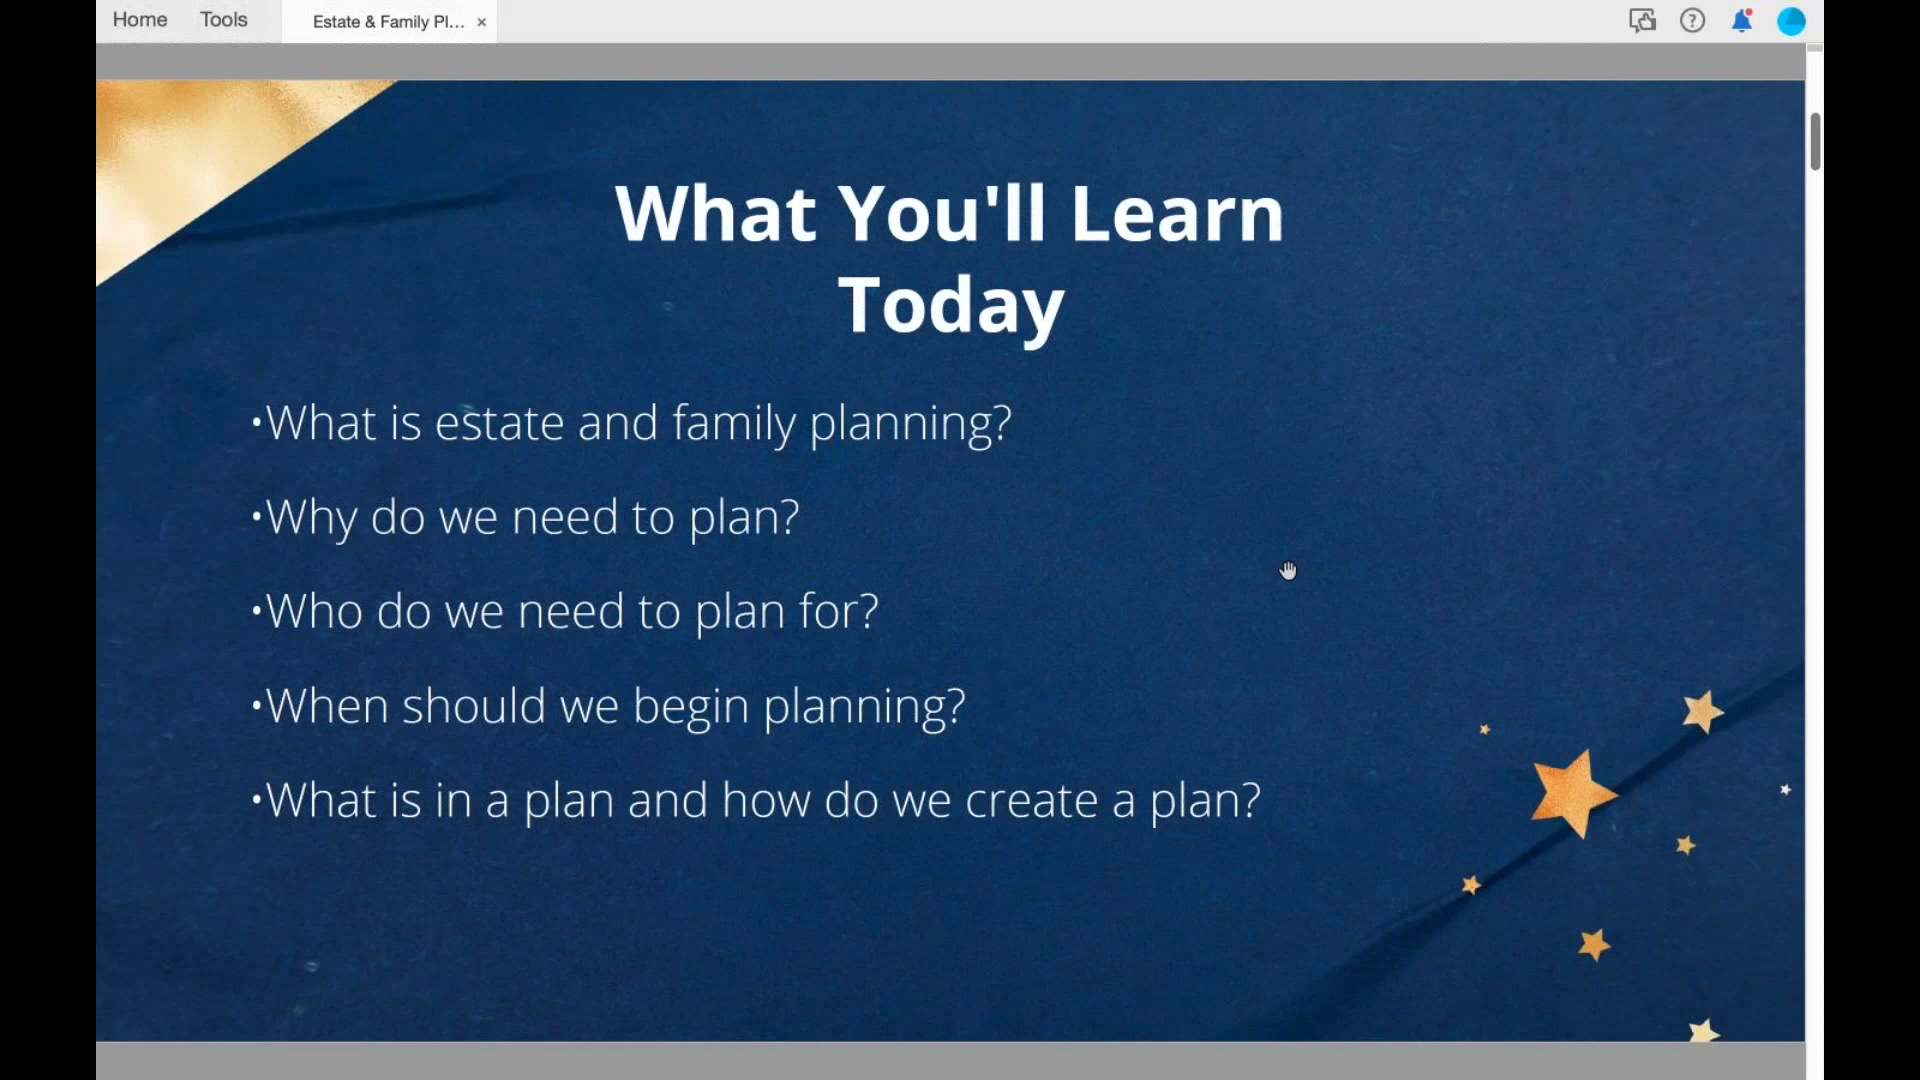 Home Tools Estate & Family Pl... ×
What You'll Learn
Today
•What is estate and family planning?
•Why do we need to plan?
•Who do we need to plan for?
•When should we begin planning?
•What is in a plan and how do we create a plan?